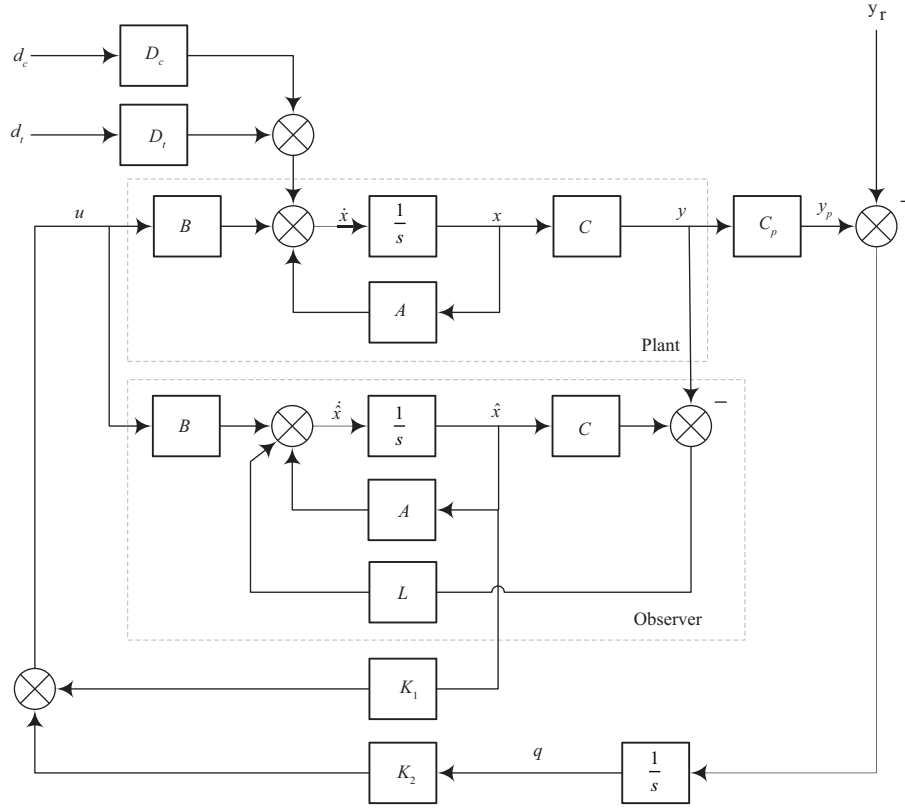 y_r
d_c
D_c
d_t
D_t
u
B
ẋ
1/s
x
C
y
C_p
y_p
−
A
Plant
B
x̂̇
1/s
x̂
C
−
A
L
Observer
K_1
K_2
q
1/s